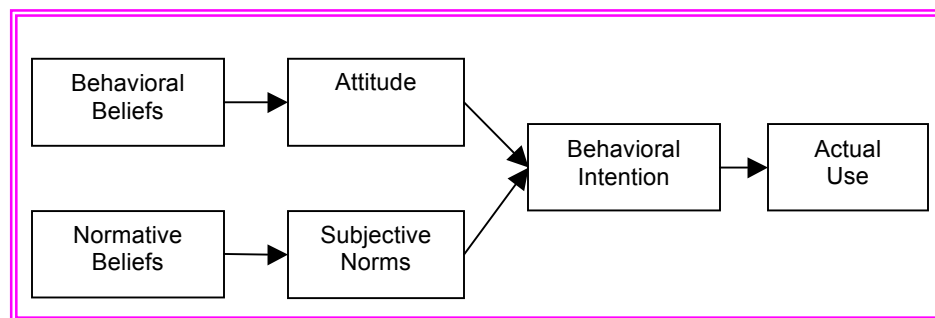 Behavioral
Beliefs
Attitude
Behavioral
Intention
Actual
Use
Normative
Beliefs
Subjective
Norms